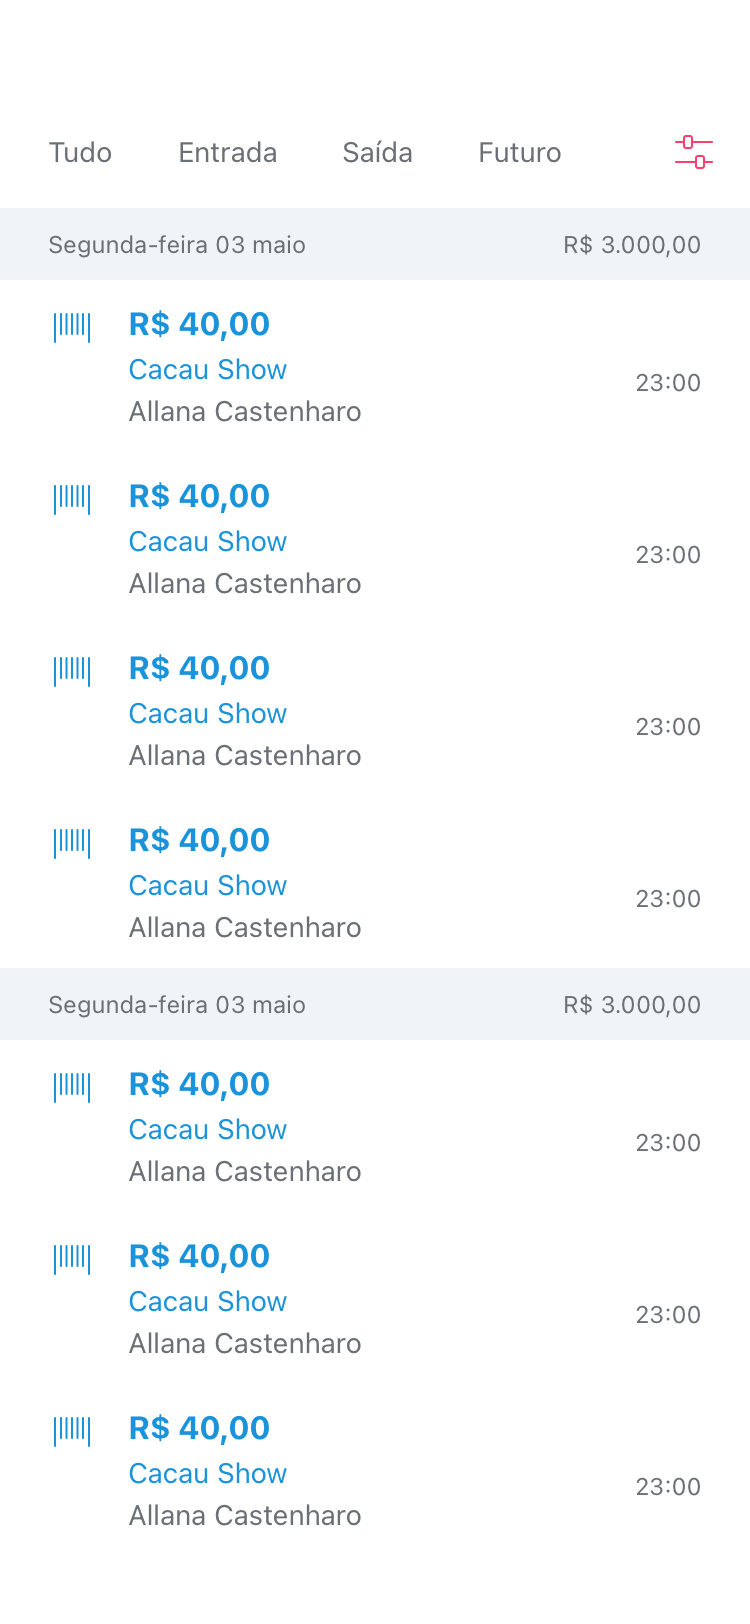 Tudo Entrada Saída Futuro
Segunda-feira 03 maio R$ 3.000,00
R$ 40,00
Cacau Show
23:00
Allana Castenharo
R$ 40,00
Cacau Show
23:00
Allana Castenharo
R$ 40,00
Cacau Show
23:00
Allana Castenharo
R$ 40,00
Cacau Show
23:00
Allana Castenharo
Segunda-feira 03 maio R$ 3.000,00
R$ 40,00
Cacau Show
23:00
Allana Castenharo
R$ 40,00
Cacau Show
23:00
Allana Castenharo
R$ 40,00
Cacau Show
23:00
Allana Castenharo